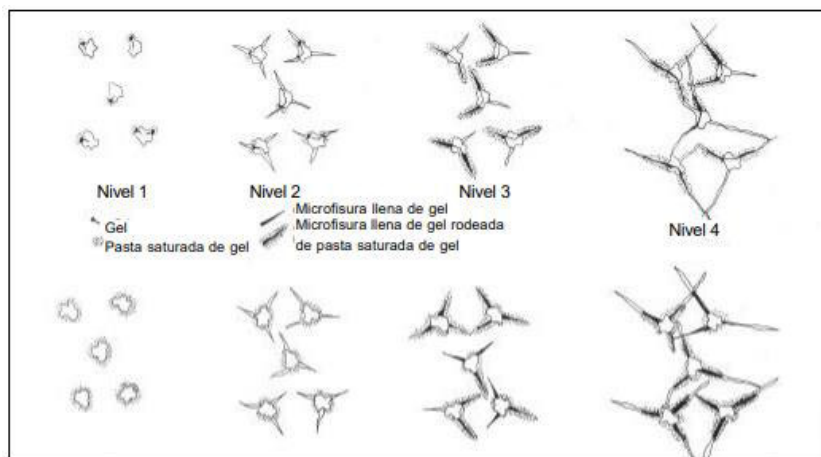 Nivel 1
Nivel 2
Nivel 3
Nivel 4
Gel
Pasta saturada de gel
Microfisura llena de gel
Microfisura llena de gel rodeada
de pasta saturada de gel